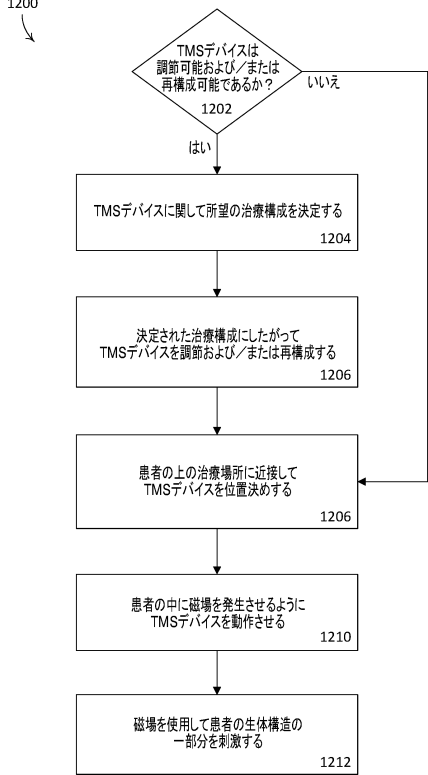 1200
TMSデバイスは
調節可能および／または
再構成可能であるか？
1202
いいえ
はい
TMSデバイスに関して所望の治療構成を決定する
1204
決定された治療構成にしたがって
TMSデバイスを調節および／または再構成する
1206
患者の上の治療場所に近接して
TMSデバイスを位置決めする
1206
患者の中に磁場を発生させるように
TMSデバイスを動作させる
1210
磁場を使用して患者の生体構造の
一部分を刺激する
1212